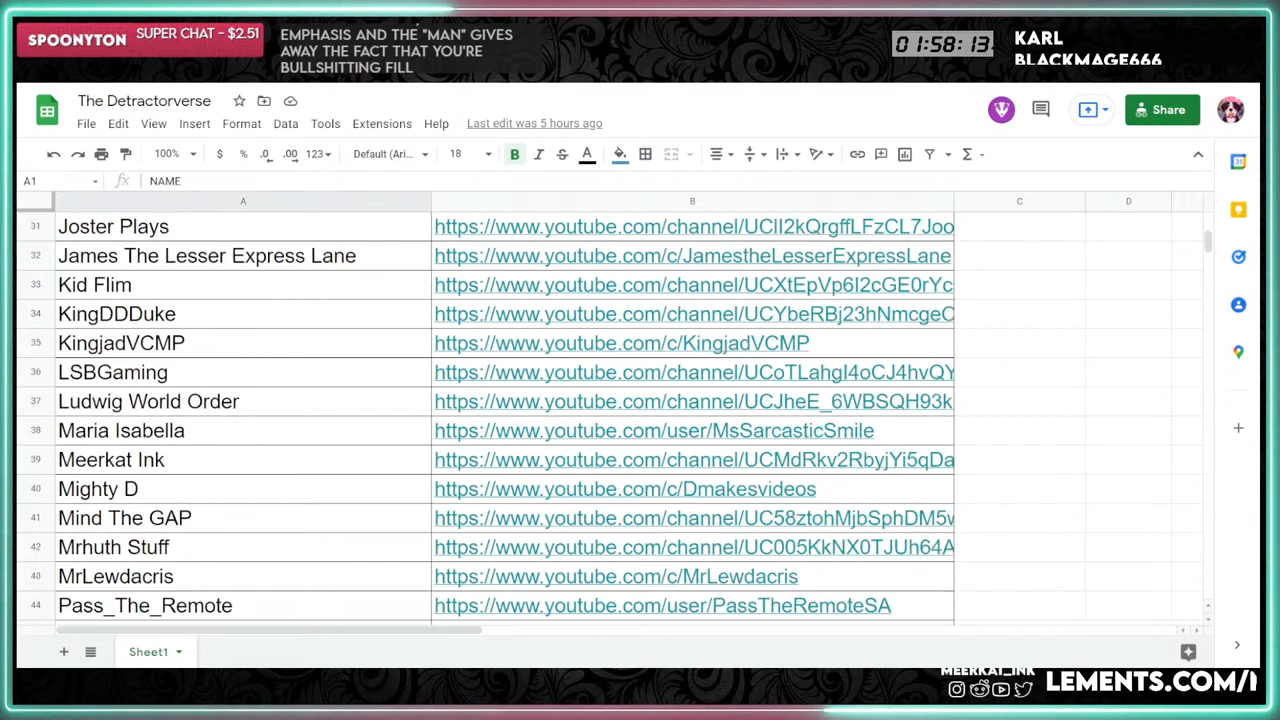 SPOONYTON
SUPER CHAT - $2.51
EMPHASIS AND THE "MAN" GIVES
AWAY THE FACT THAT YOU'RE
BULLSHITTING FILL
01:58:13
KARL
BLACKMAGE666
The Detractorverse
File Edit View Insert Format Data Tools Extensions Help Last edit was 5 hours ago
Share
100% $ % .0 .00 123 Default (Ari... 18 B I S A
A1 fx NAME
A B C D
31 Joster Plays https://www.youtube.com/channel/UCII2kQrgffLFzCL7Joo
32 James The Lesser Express Lane https://www.youtube.com/c/JamestheLesserExpressLane
33 Kid Flim https://www.youtube.com/channel/UCXtEpVp6I2cGE0rYc
34 KingDDDuke https://www.youtube.com/channel/UCYbeRBj23hNmcgeC
35 KingjadVCMP https://www.youtube.com/c/KingjadVCMP
36 LSBGaming https://www.youtube.com/channel/UCoTLahgI4oCJ4hvQY
37 Ludwig World Order https://www.youtube.com/channel/UCJheE_6WBSQH93k
38 Maria Isabella https://www.youtube.com/user/MsSarcasticSmile
39 Meerkat Ink https://www.youtube.com/channel/UCMdRkv2RbyjYi5qDa
40 Mighty D https://www.youtube.com/c/Dmakesvideos
41 Mind The GAP https://www.youtube.com/channel/UC58ztohMjbSphDM5v
42 Mrhuth Stuff https://www.youtube.com/channel/UC005KkNX0TJUh64A
43 MrLewdacris https://www.youtube.com/c/MrLewdacris
44 Pass_The_Remote https://www.youtube.com/user/PassTheRemoteSA
Sheet1
MEERKAT_INK
LEMENTS.COM/